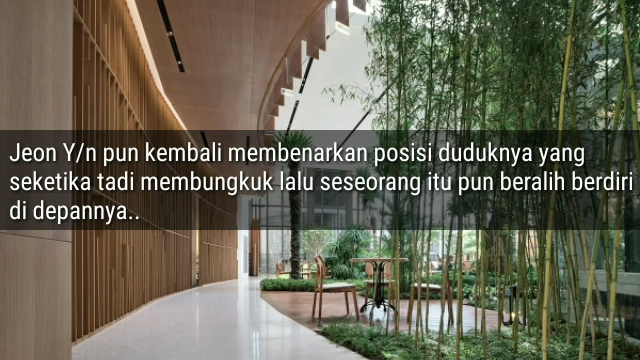 Jeon Y/n pun kembali membenarkan posisi duduknya yang
seketika tadi membungkuk lalu seseorang itu pun beralih berdiri
di depannya..